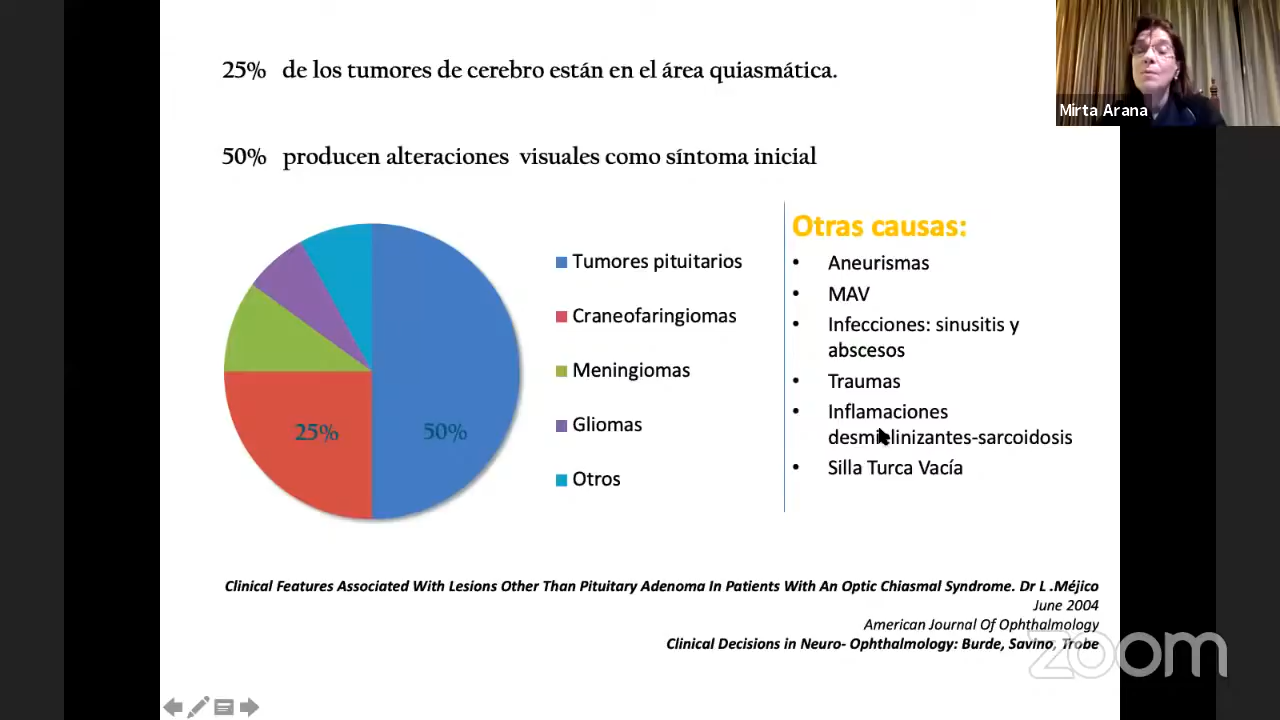 25% de los tumores de cerebro están en el área quiasmática.
Mirta Arana
50% producen alteraciones visuales como síntoma inicial
25%
50%
Tumores pituitarios
Craneofaringiomas
Meningiomas
Gliomas
Otros
Otras causas:
• Aneurismas
• MAV
• Infecciones: sinusitis y
abscesos
• Traumas
• Inflamaciones
desmielinizantes-sarcoidosis
• Silla Turca Vacía
Clinical Features Associated With Lesions Other Than Pituitary Adenoma In Patients With An Optic Chiasmal Syndrome. Dr L .Méjico
June 2004
American Journal Of Ophthalmology
Clinical Decisions in Neuro- Ophthalmology: Burde, Savino, Trobe
zoom